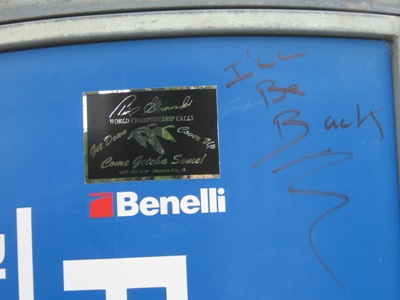 WORLD CHAMPIONSHIP CALLS
Get Down
Cover Up
Come Getcha Some!
Benelli
I'll
Be
Back
F